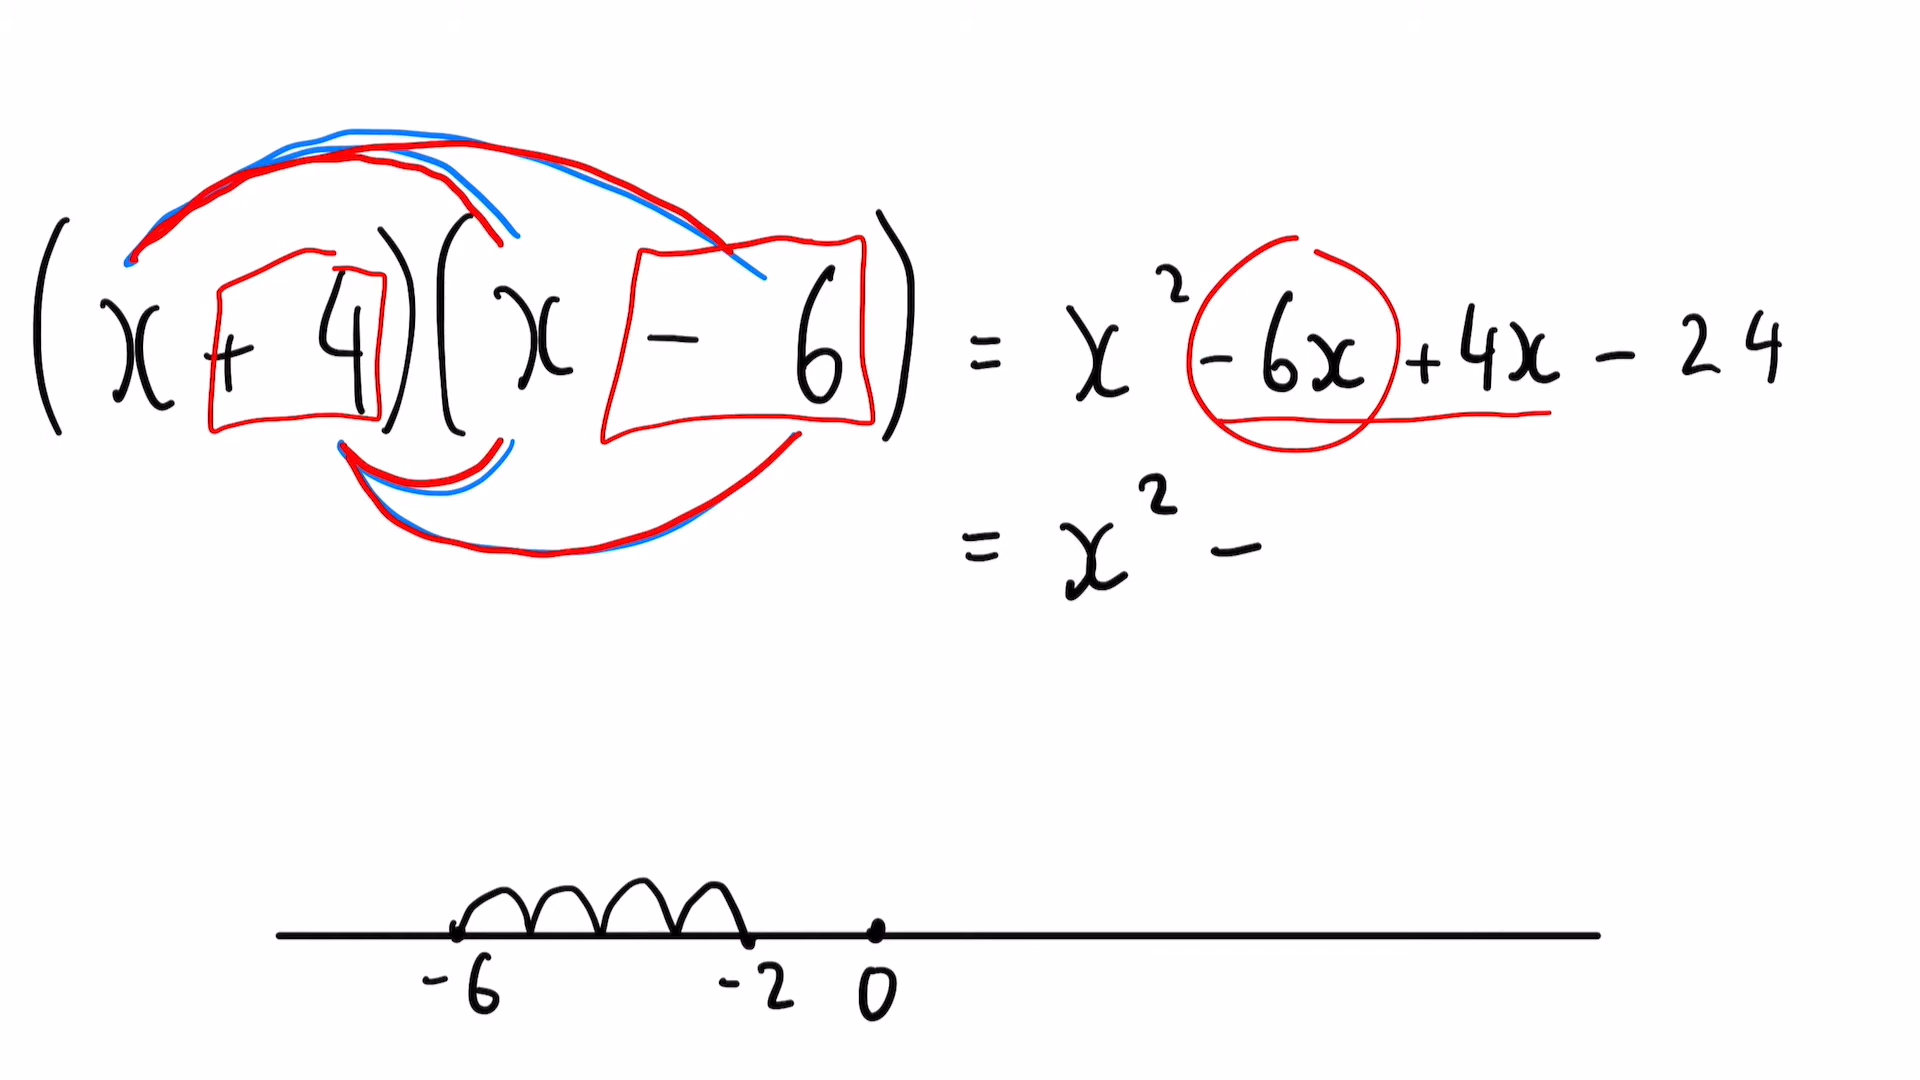 (x + 4)(x - 6) = x² - 6x + 4x - 24
= x² -
-6 -2 0